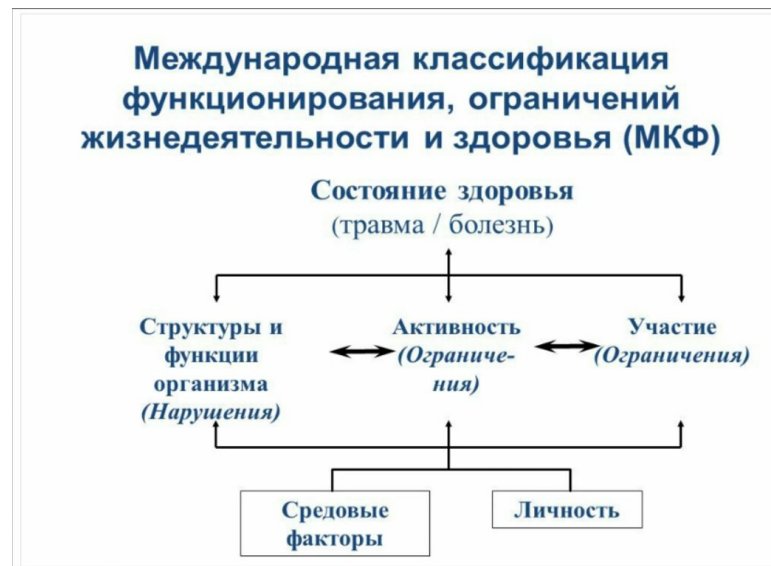 Международная классификация
функционирования, ограничений
жизнедеятельности и здоровья (МКФ)
Состояние здоровья
(травма / болезнь)
Структуры и
функции
организма
(Нарушения)
Активность
(Ограниче-
ния)
Участие
(Ограничения)
Средовые
факторы
Личность